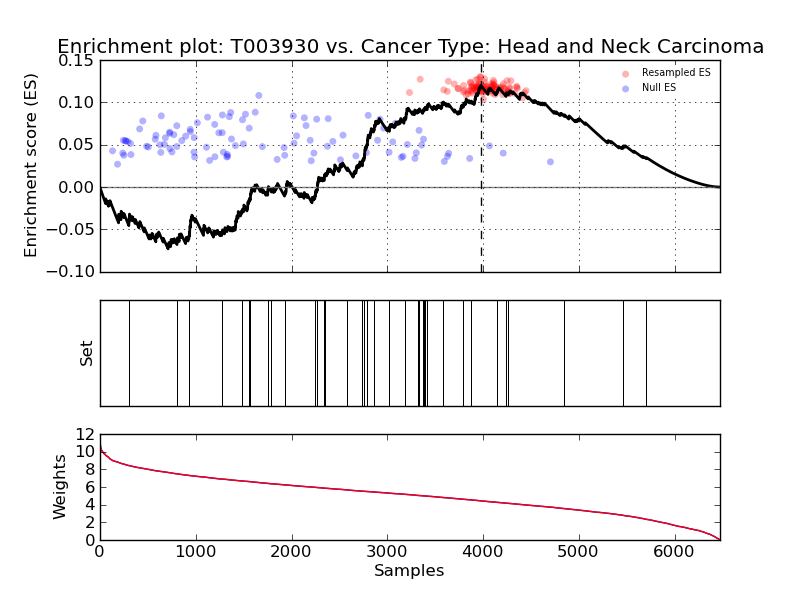 Enrichment plot: T003930 vs. Cancer Type: Head and Neck Carcinoma
0.15
0.10
0.05
0.00
−0.05
−0.10
Enrichment score (ES)
Resampled ES
Null ES
Set
12
10
8
6
4
2
0
Weights
0 1000 2000 3000 4000 5000 6000
Samples